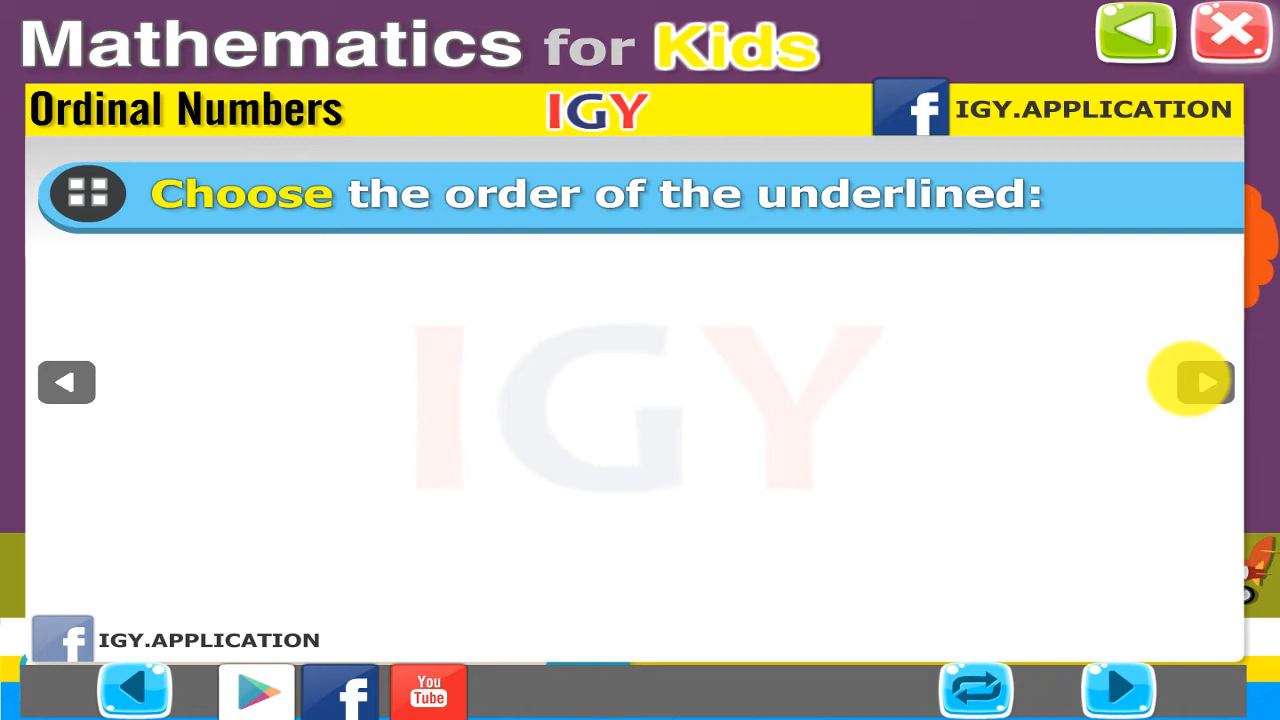 Mathematics for Kids
Ordinal Numbers
IGY
f IGY.APPLICATION
Choose the order of the underlined:
IGY
f IGY.APPLICATION
f
You
Tube